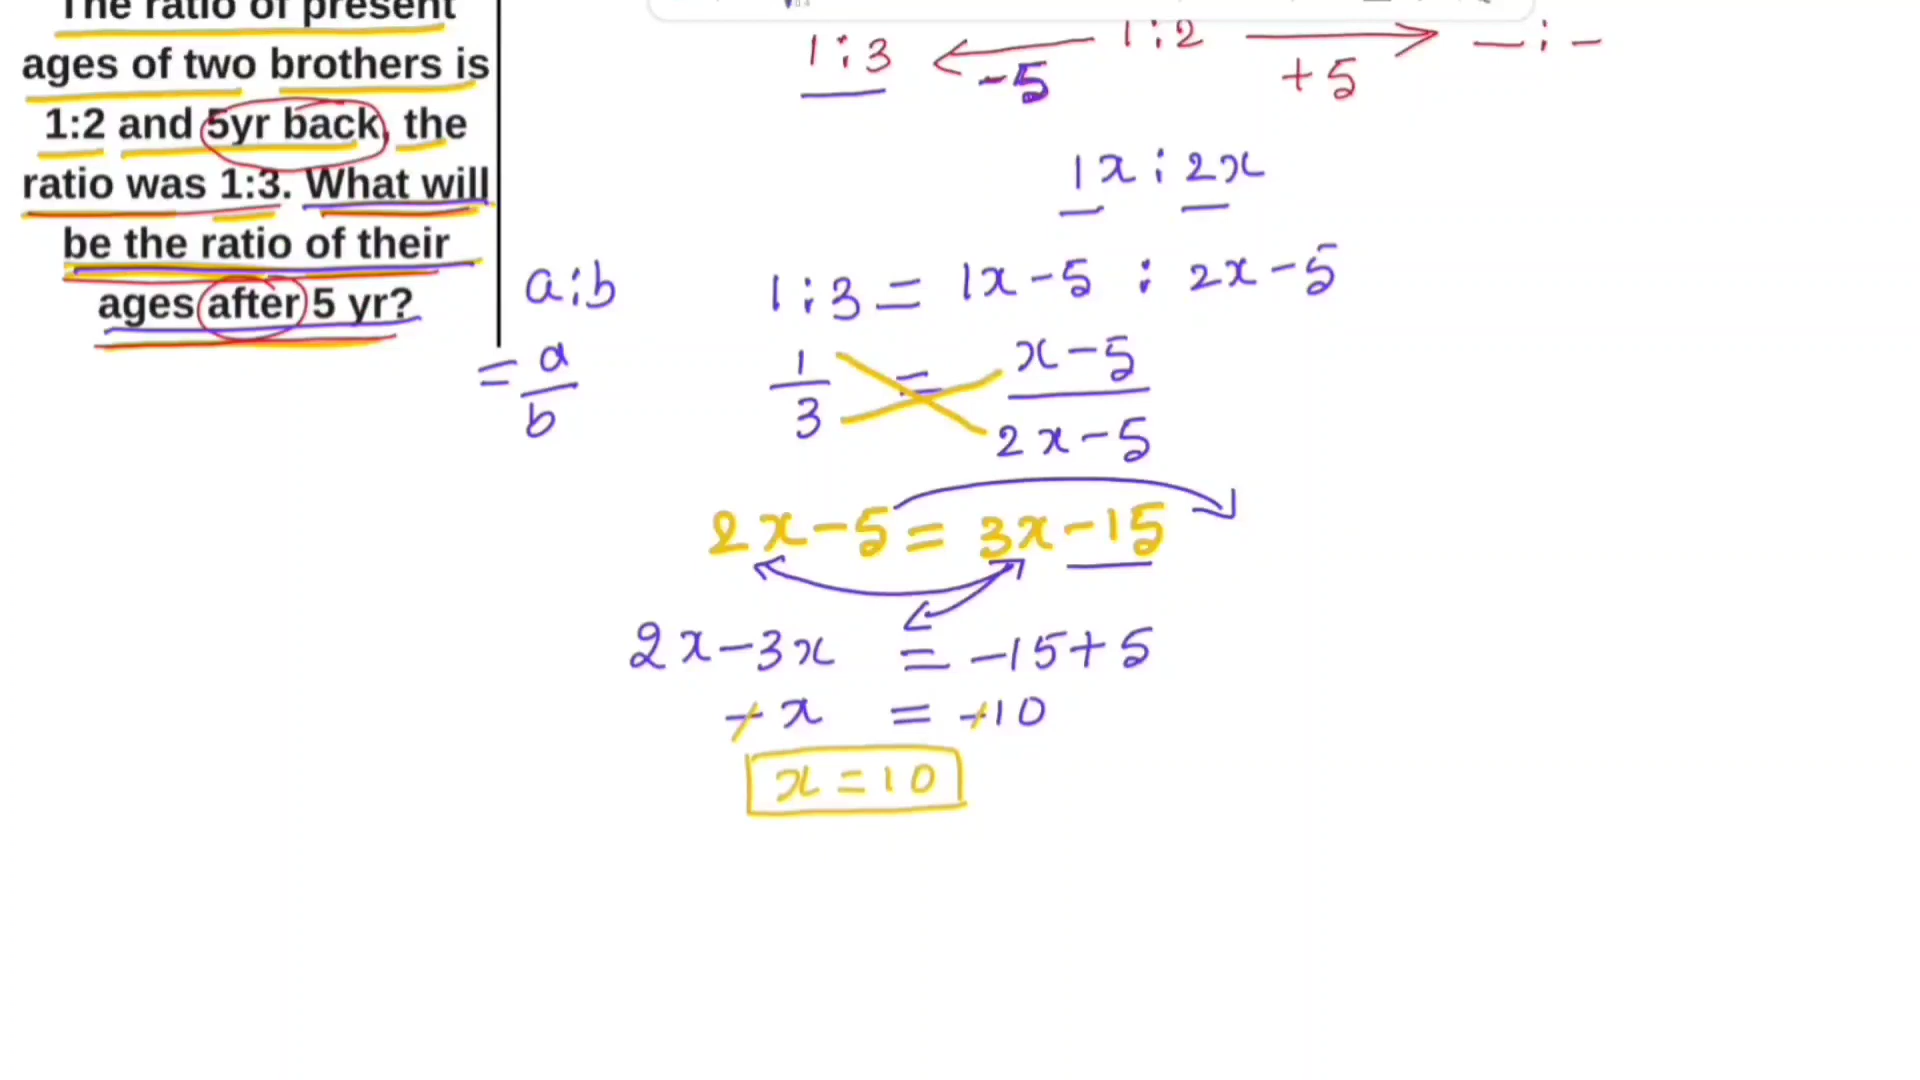 The ratio of present
ages of two brothers is
1:2 and 5yr back, the
ratio was 1:3. What will
be the ratio of their
ages after 5 yr?
1:3 ← -5 1:2 → +5 _:_
1x : 2x
a:b
= a/b
1:3 = 1x-5 : 2x-5
1/3 = x-5/2x-5
2x-5 = 3x-15
2x-3x = -15+5
-x = -10
x=10